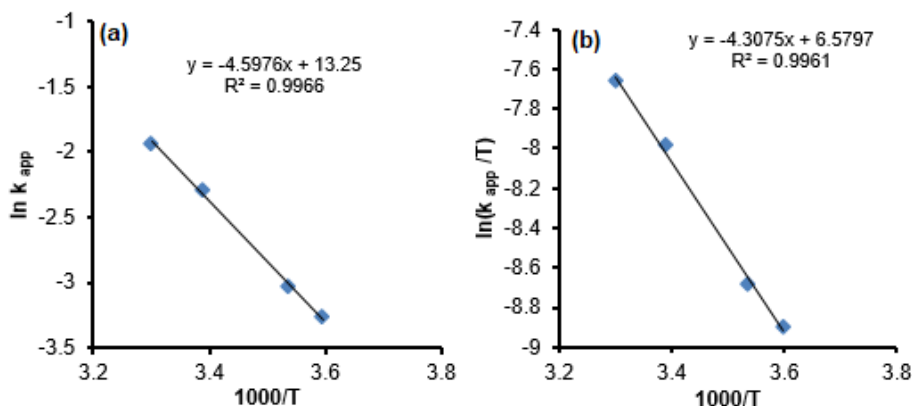 (a)
y = -4.5976x + 13.25
R² = 0.9966
-1
-1.5
-2
-2.5
-3
-3.5
ln k app
3.2
3.4
3.6
3.8
1000/T
(b)
y = -4.3075x + 6.5797
R² = 0.9961
-7.4
-7.6
-7.8
-8
-8.2
-8.4
-8.6
-8.8
-9
ln(k app /T)
3.2
3.4
3.6
3.8
1000/T